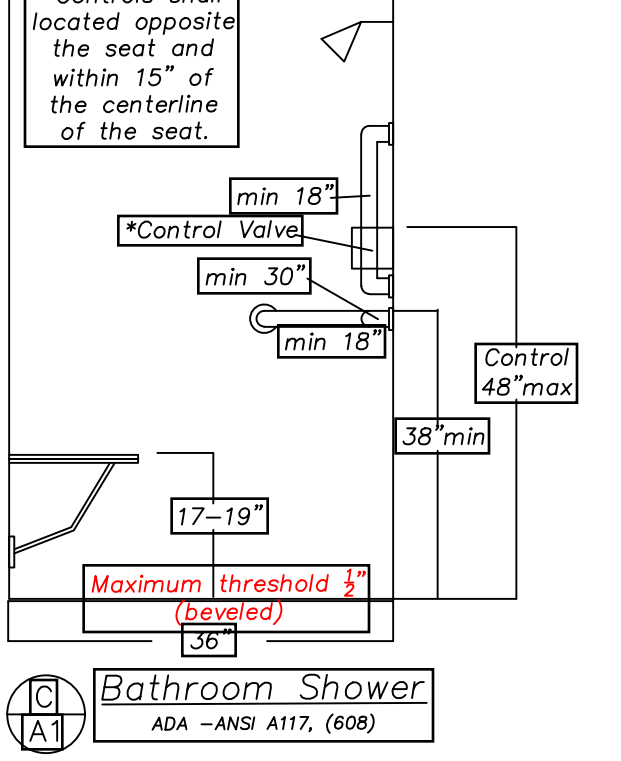 located opposite
the seat and
within 15” of
the centerline
of the seat.
min 18”
*Control Valve
min 30”
min 18”
Control
48”max
38”min
17-19”
Maximum threshold ½”
(beveled)
36”
C
A1
Bathroom Shower
ADA -ANSI A117, (608)